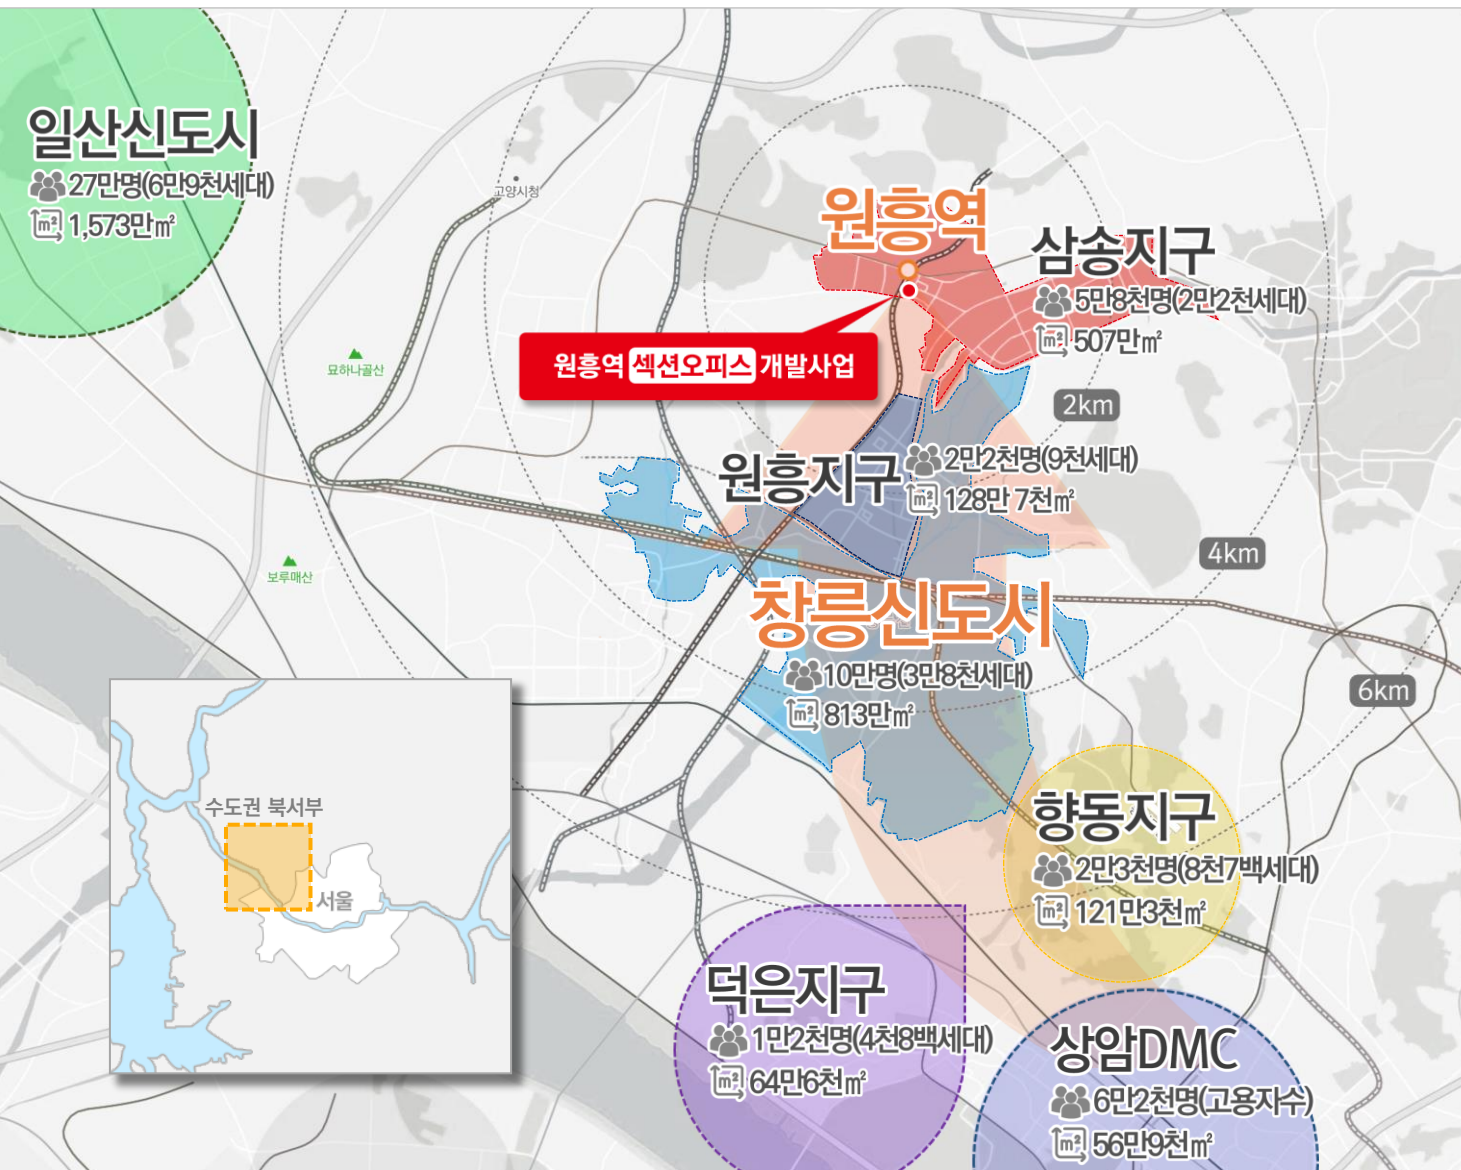 일산신도시
27만명(6만9천세대)
m² 1,573만㎡
고양시청
원흥역
삼송지구
5만8천명(2만2천세대)
m² 507만㎡
묘하나골산
원흥역 섹션오피스 개발사업
2km
원흥지구
2만2천명(9천세대)
m² 128만 7천㎡
4km
보루매산
창릉신도시
10만명(3만8천세대)
m² 813만㎡
6km
수도권 북서부
서울
향동지구
2만3천명(8천7백세대)
m² 121만3천㎡
덕은지구
1만2천명(4천8백세대)
m² 64만6천㎡
상암DMC
6만2천명(고용자수)
m² 56만9천㎡